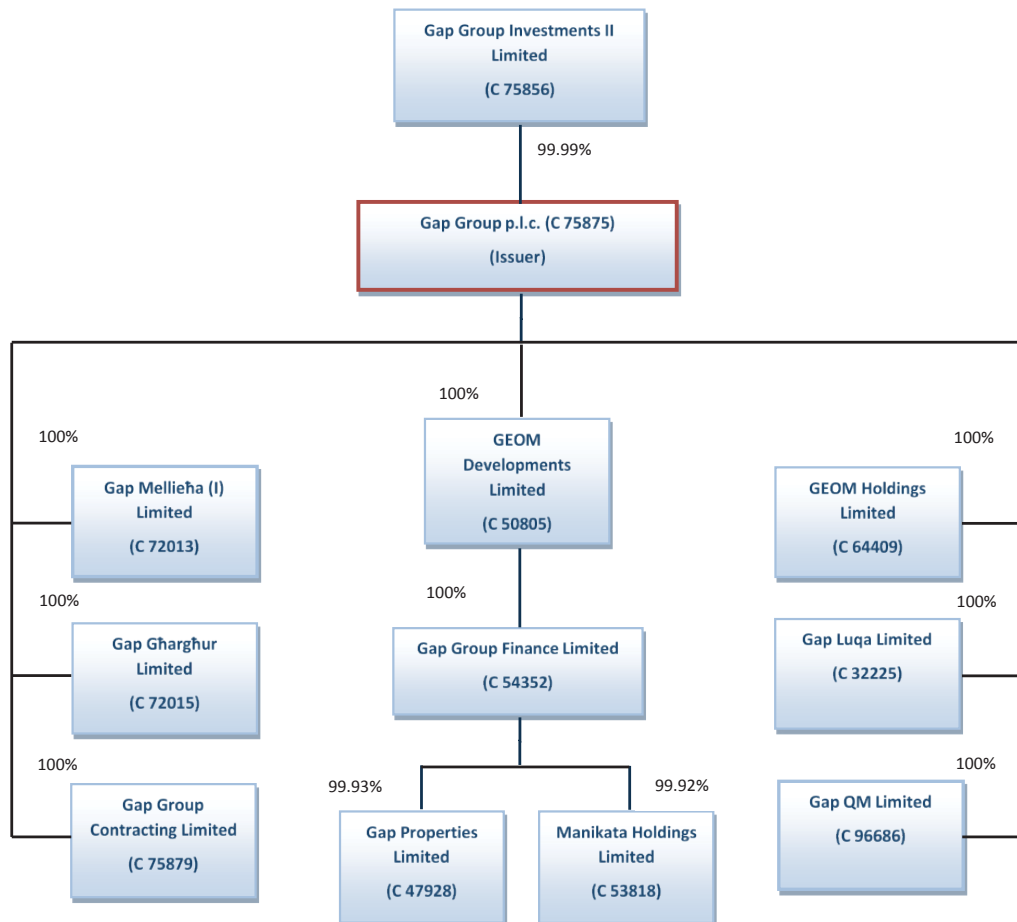 Gap Group Investments II
Limited
(C 75856)
99.99%
Gap Group p.l.c. (C 75875)
(Issuer)
100%
GEOM
Developments
Limited
(C 50805)
100%
Gap Mellieħa (I)
Limited
(C 72013)
100%
GEOM Holdings
Limited
(C 64409)
100%
Gap Għargħur
Limited
(C 72015)
100%
Gap Group Finance Limited
(C 54352)
100%
Gap Luqa Limited
(C 32225)
100%
Gap Group
Contracting Limited
(C 75879)
99.93%
Gap Properties
Limited
(C 47928)
99.92%
Manikata Holdings
Limited
(C 53818)
100%
Gap QM Limited
(C 96686)